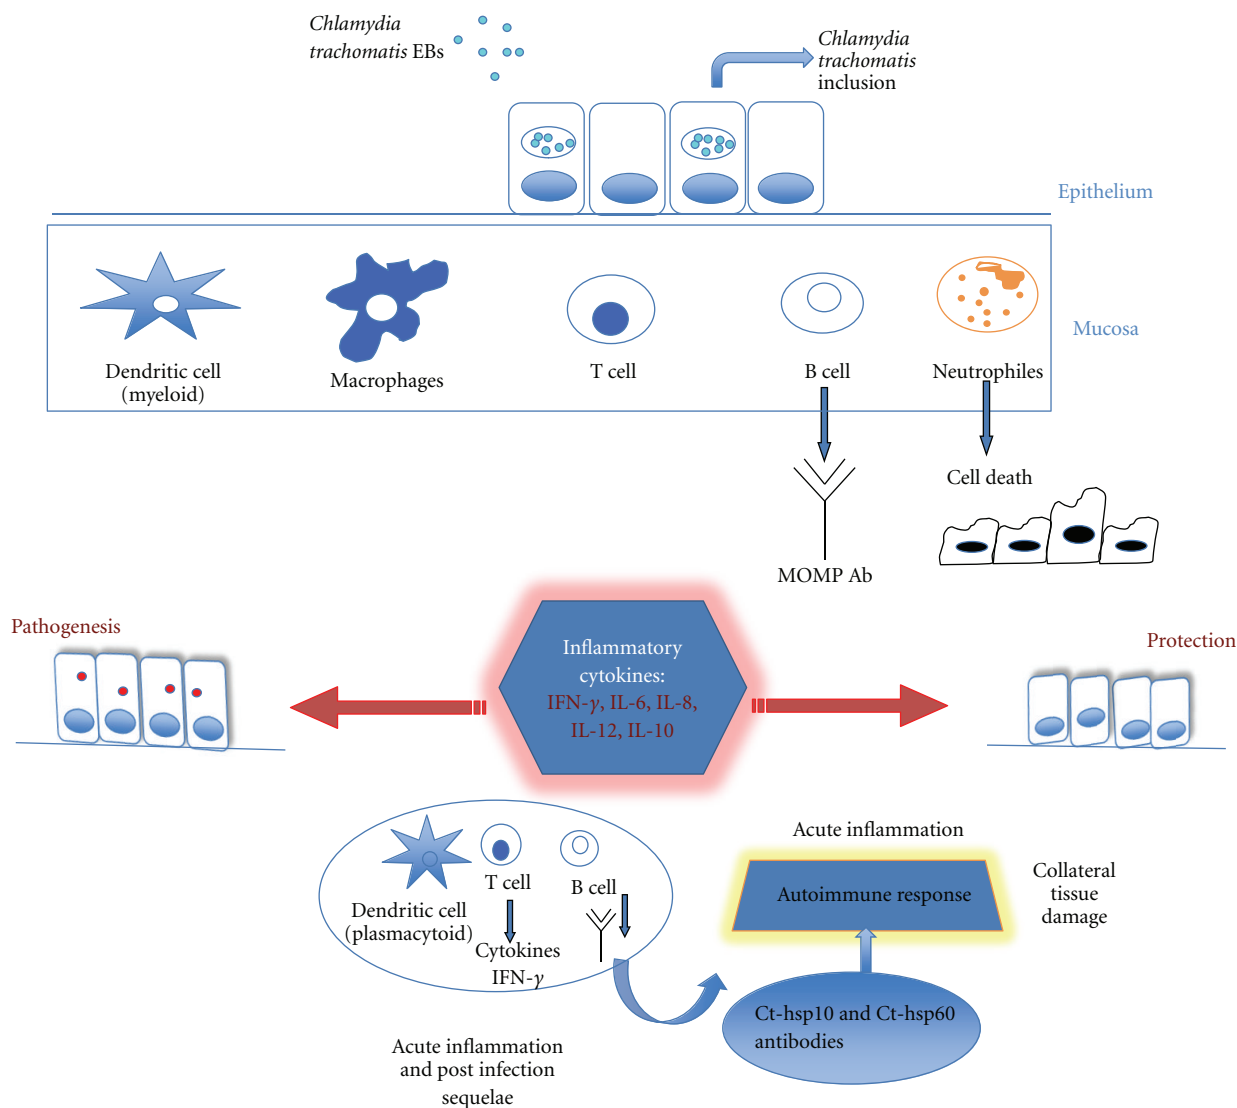 Chlamydia
trachomatis EBs
Chlamydia
trachomatis
inclusion
Epithelium
Mucosa
Dendritic cell
(myeloid)
Macrophages
T cell
B cell
Neutrophiles
Cell death
MOMP Ab
Pathogenesis
Protection
Inflammatory
cytokines:
IFN-γ, IL-6, IL-8,
IL-12, IL-10
T cell
B cell
Dendritic cell
(plasmacytoid)
Cytokines
IFN-γ
Acute inflammation
Autoimmune response
Collateral
tissue
damage
Ct-hsp10 and Ct-hsp60
antibodies
Acute inflammation
and post infection
sequelae